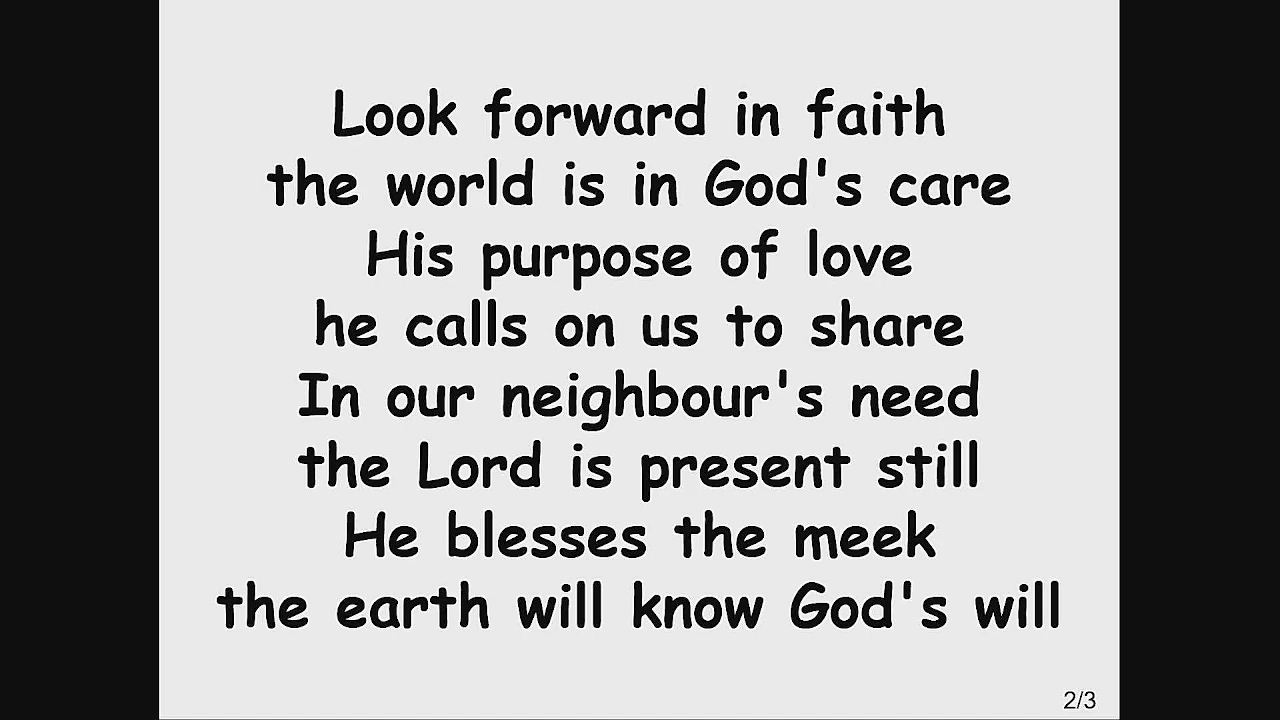 Look forward in faith
the world is in God's care
His purpose of love
he calls on us to share
In our neighbour's need
the Lord is present still
He blesses the meek
the earth will know God's will
2/3